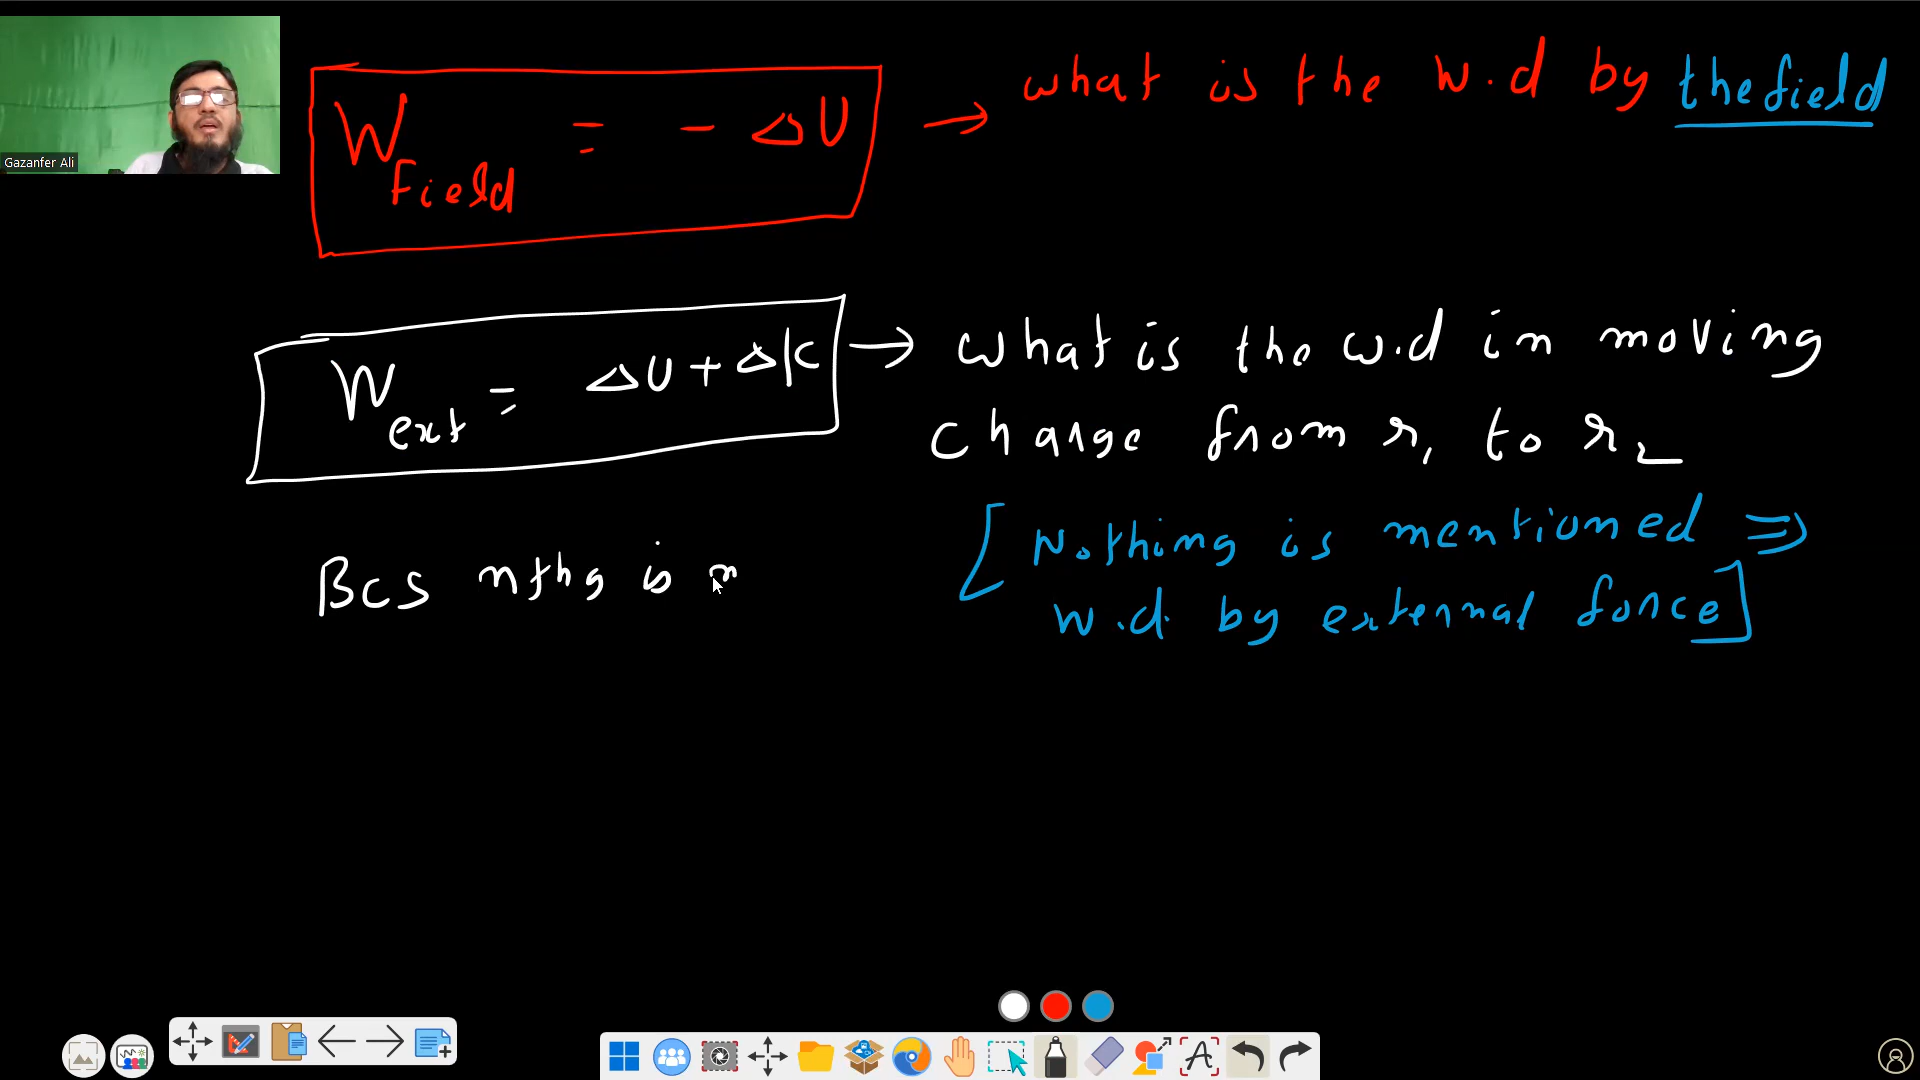 Gazanfer Ali
W Field = - ΔU → what is the w.d by the field
W ext = ΔU + ΔK → what is the w.d in moving
charge from r1 to r2
[Nothing is mentioned ⇒
w.d. by external force]
Bcs nthg is m